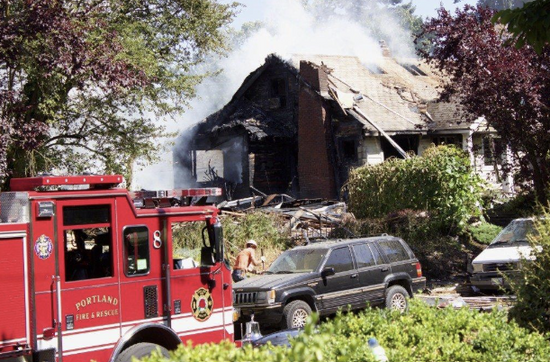 8
PORTLAND
FIRE & RESCUE